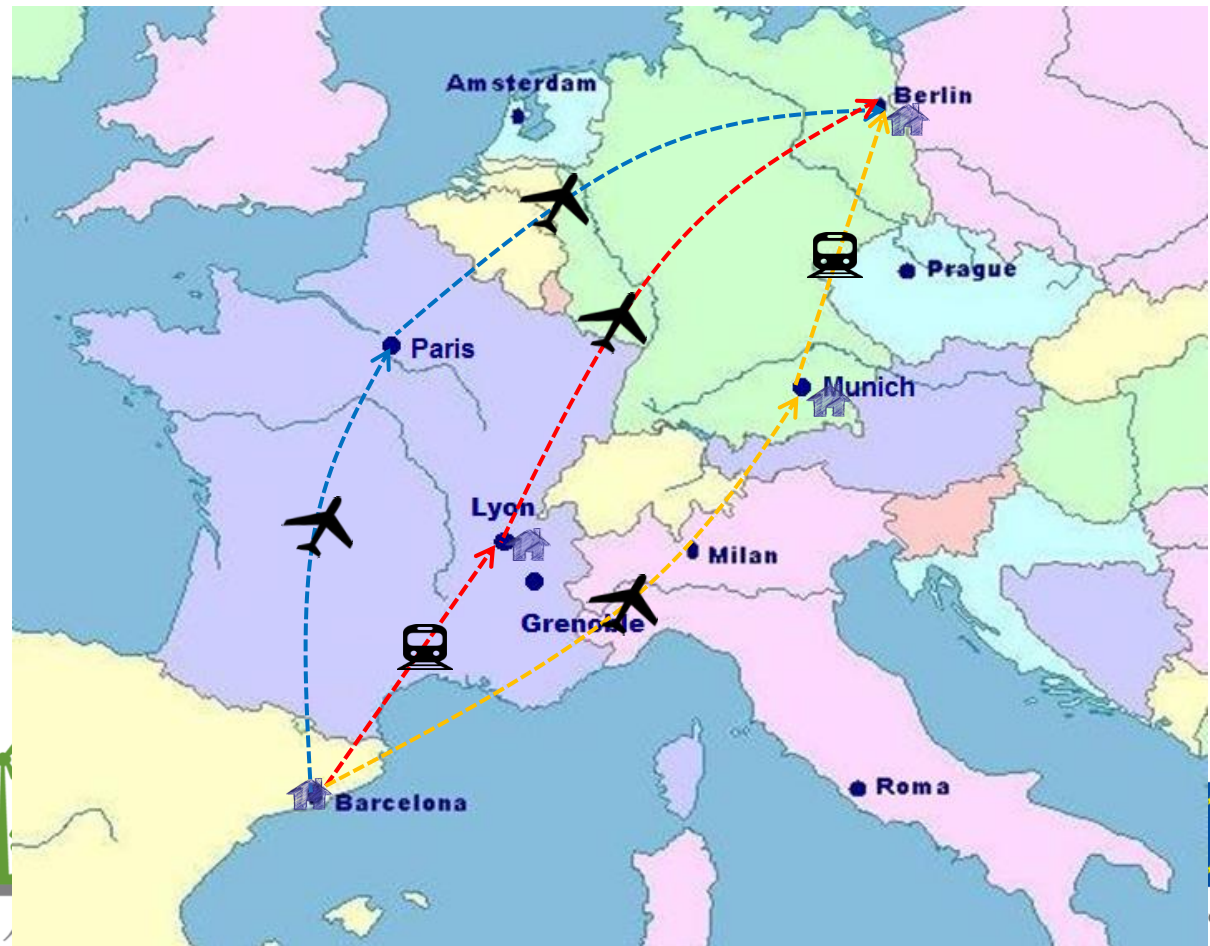 Amsterdam
Berlin
Prague
Paris
Munich
Lyon
Milan
Grenoble
Roma
Barcelona